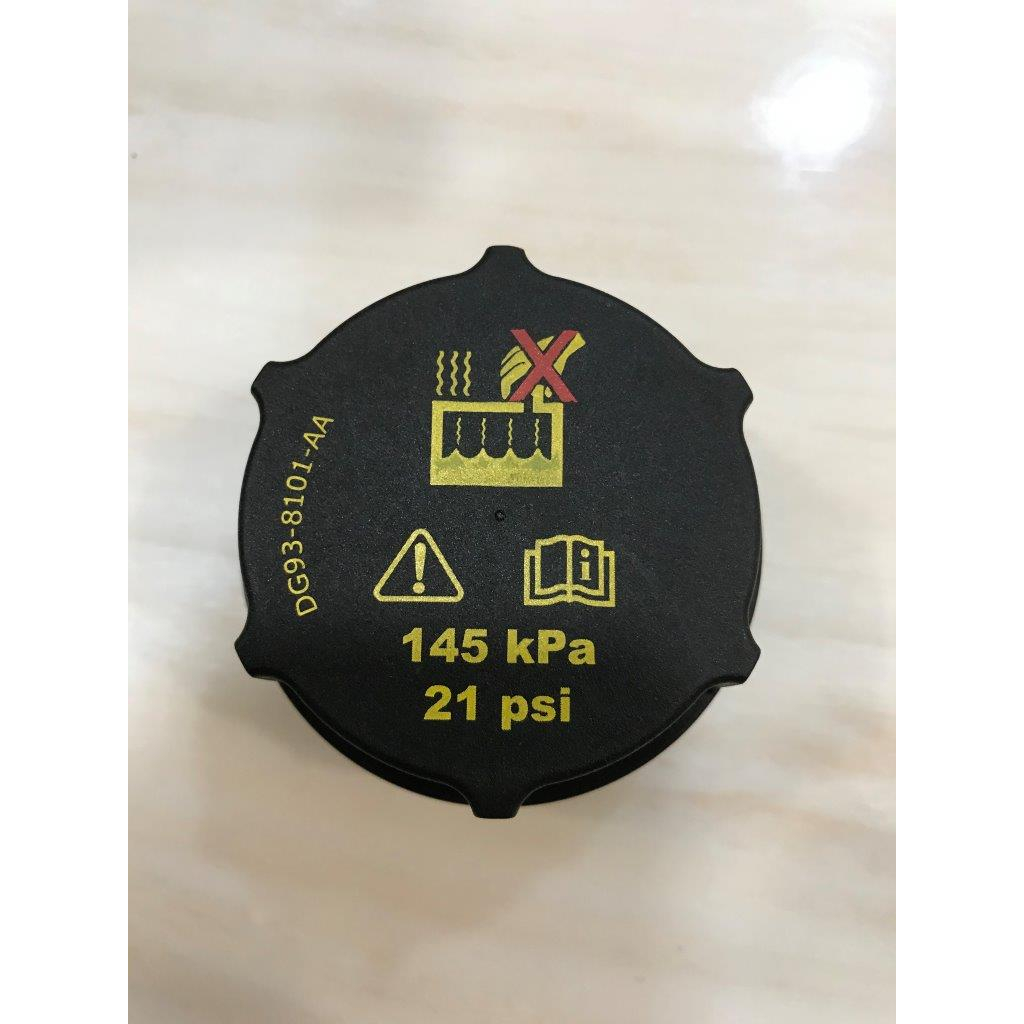 DG93-8101-AA
i
145 kPa
21 psi